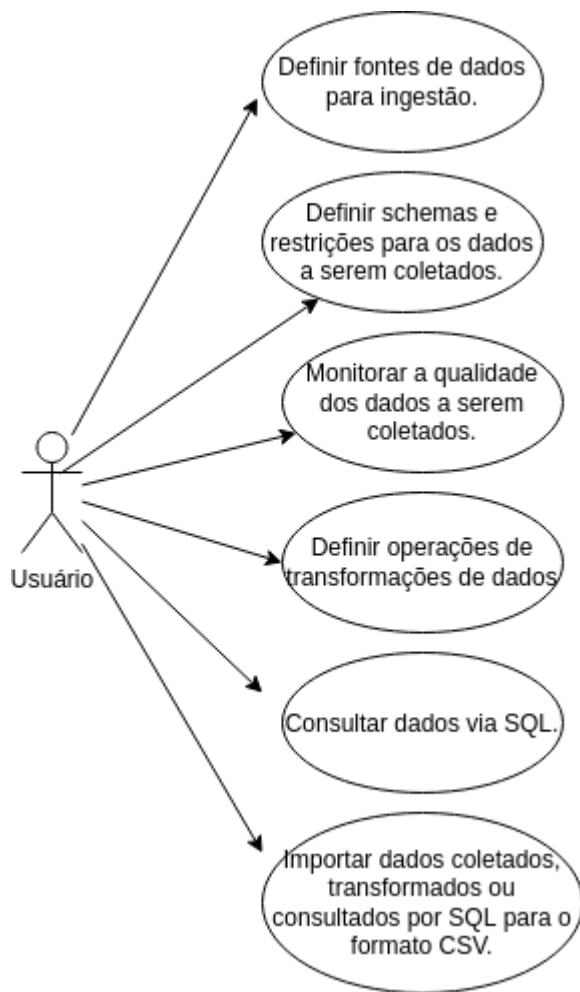 Definir fontes de dados
para ingestão.
Definir schemas e
restrições para os dados
a serem coletados.
Monitorar a qualidade
dos dados a serem
coletados.
Definir operações de
transformações de dados
Usuário
Consultar dados via SQL.
Importar dados coletados,
transformados ou
consultados por SQL para o
formato CSV.